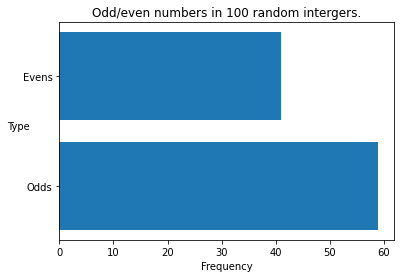 Odd/even numbers in 100 random intergers.
Evens
Type
Odds
0 10 20 30 40 50 60
Frequency